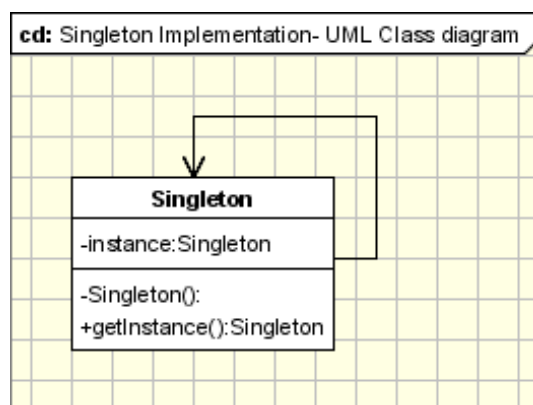 cd: Singleton Implementation- UML Class diagram
Singleton
-instance:Singleton
-Singleton():
+getInstance():Singleton